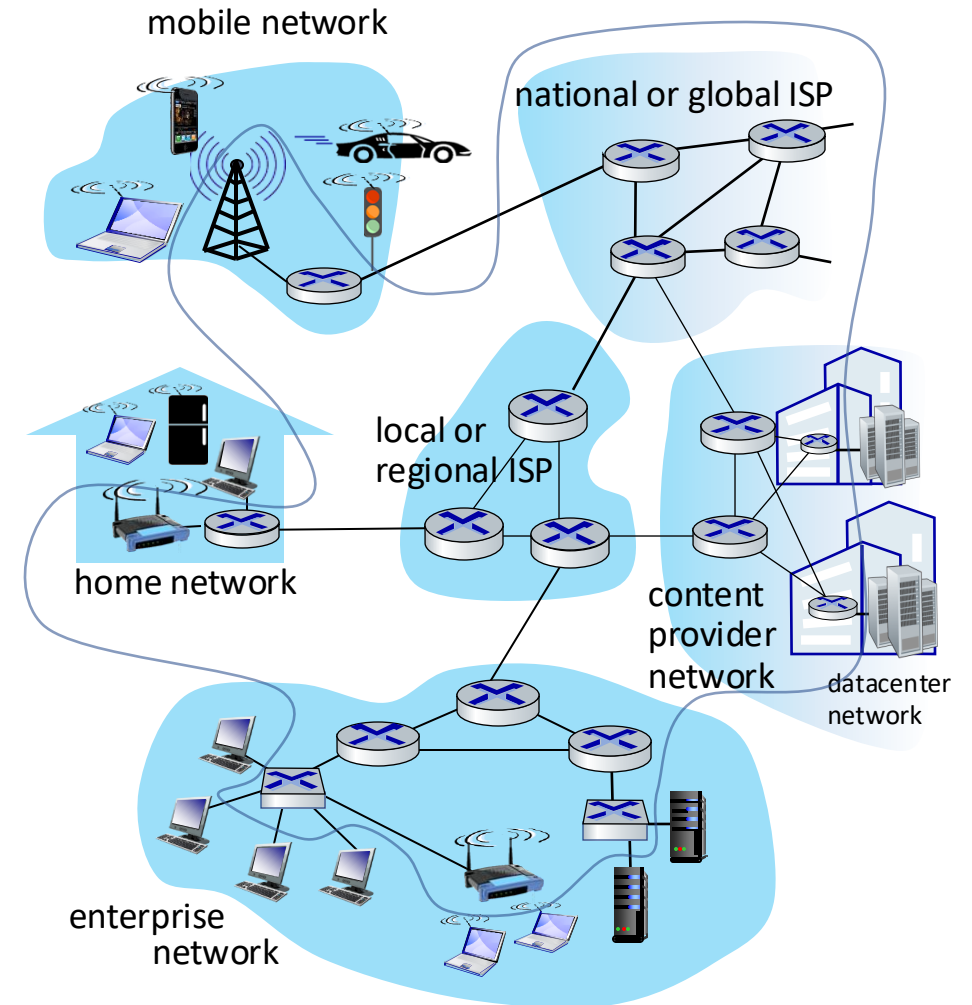 mobile network
national or global ISP
local or
regional ISP
home network
content
provider
network
datacenter
network
enterprise
network